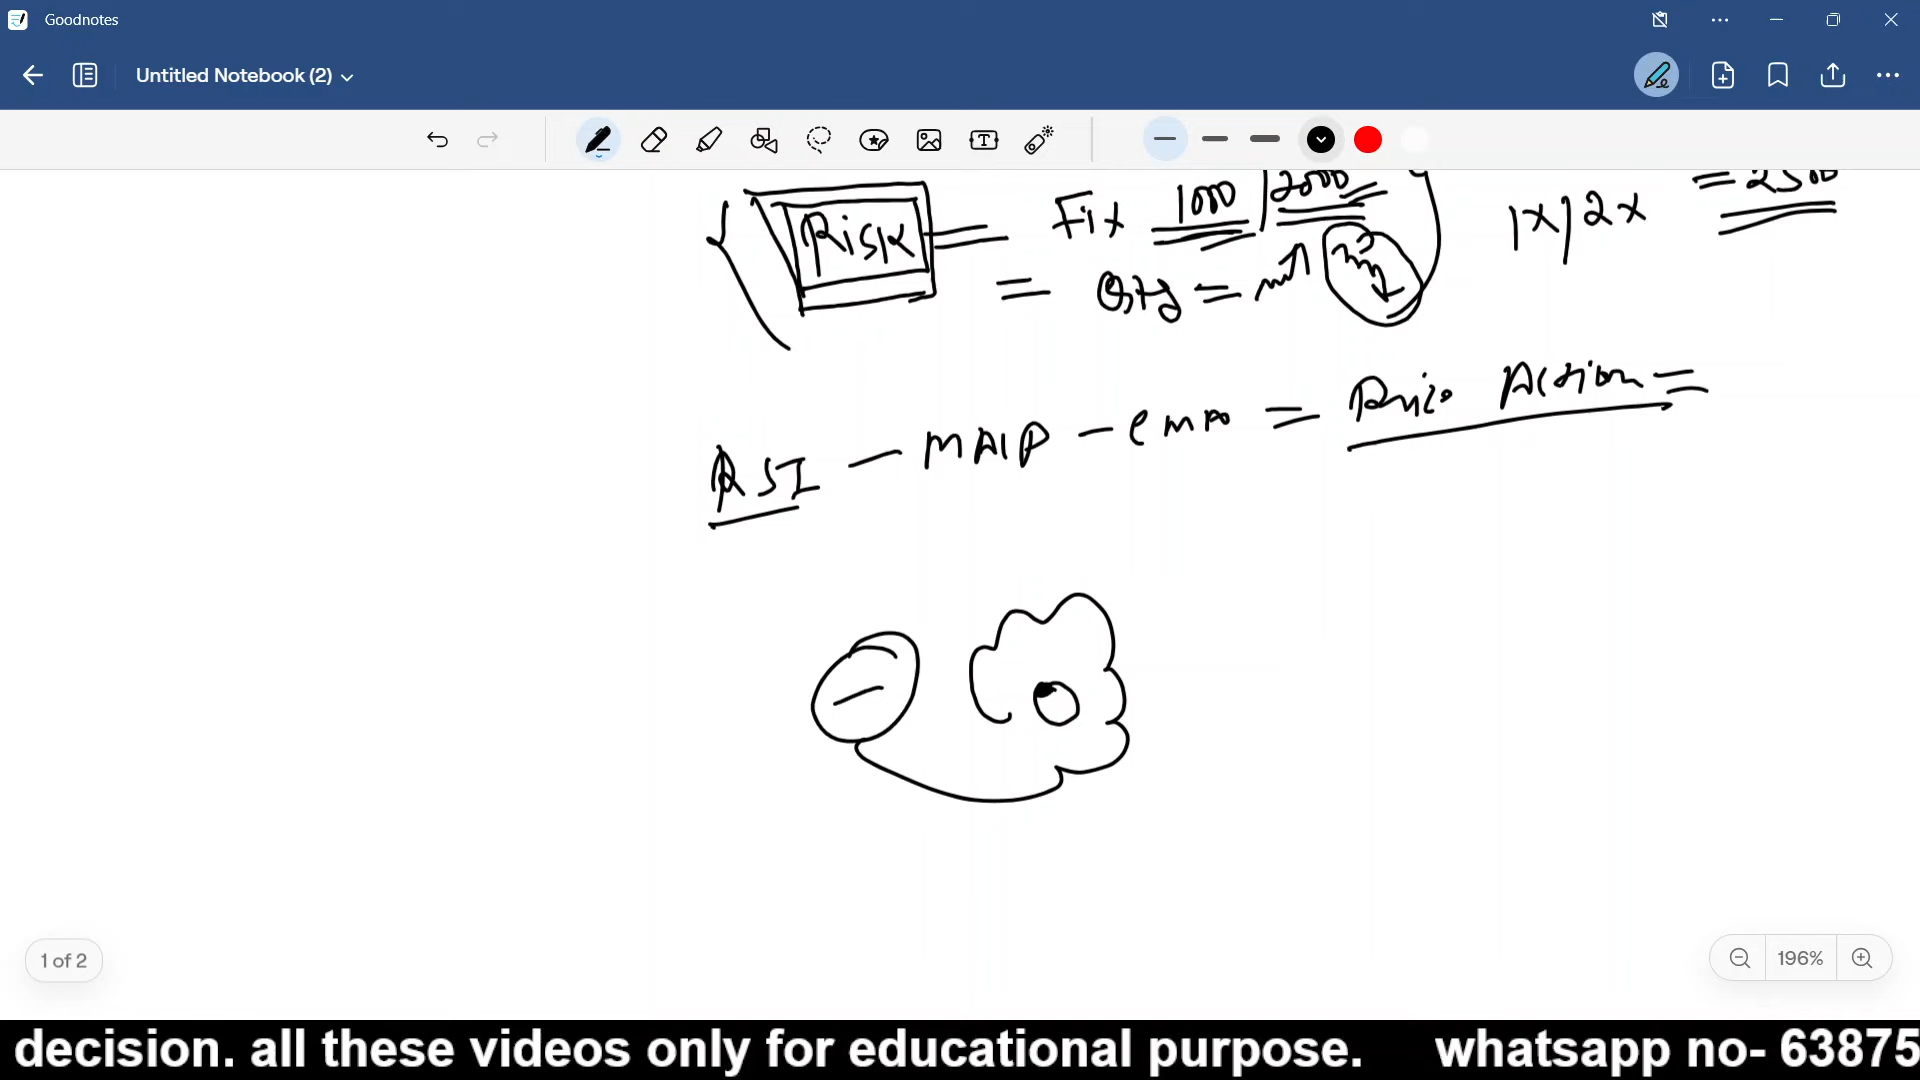 Goodnotes
Untitled Notebook (2)
= 2500
Risk = Fix 1000 | 2000 1x | 2x
= Qty =
RSI - MAIP - emA = Price Action =
1 of 2
196%
decision. all these videos only for educational purpose. whatsapp no- 63875